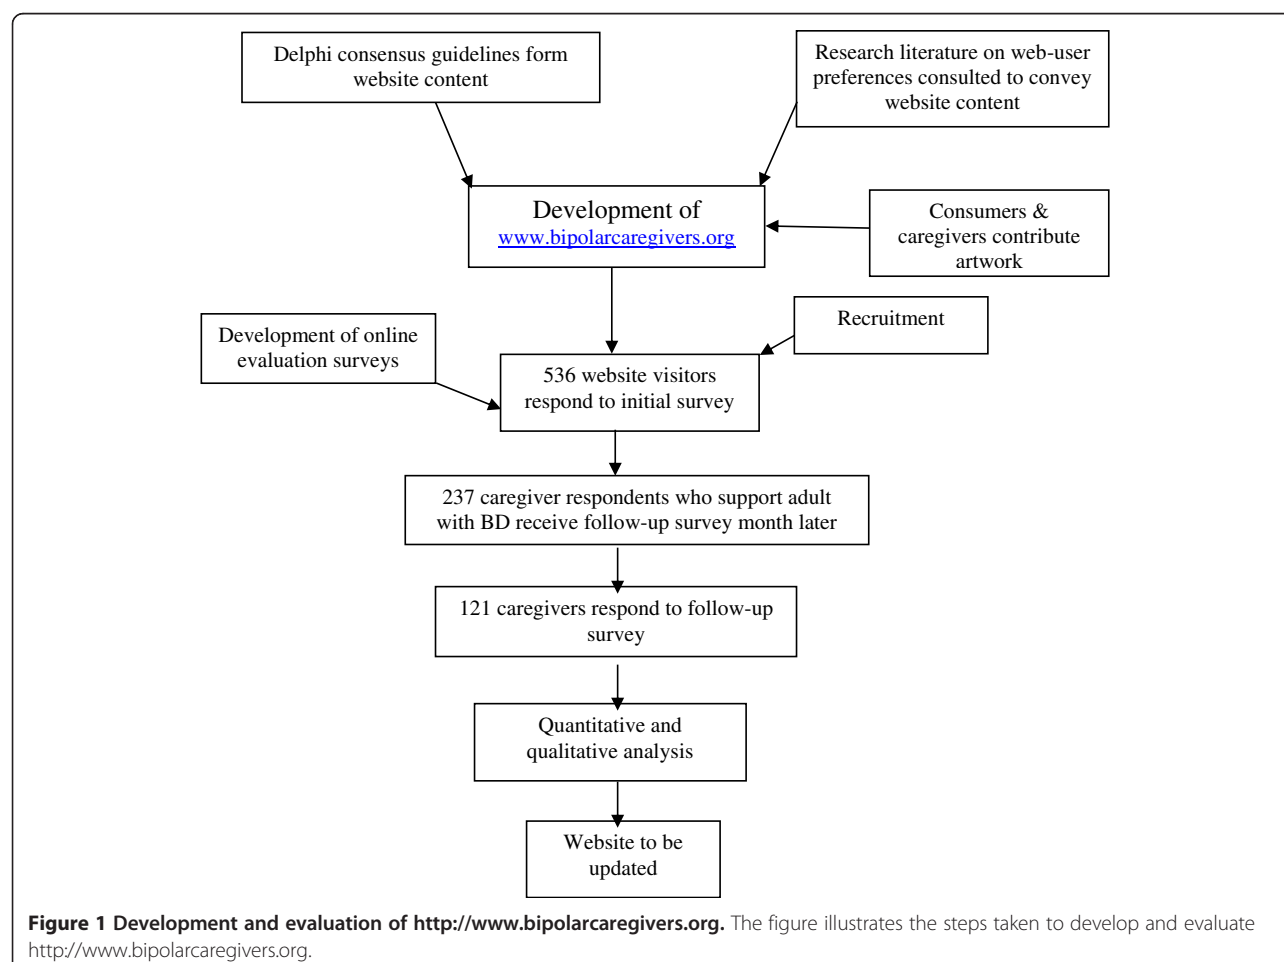 Delphi consensus guidelines form
website content
Research literature on web-user
preferences consulted to convey
website content
Development of
www.bipolarcaregivers.org
Consumers &
caregivers contribute
artwork
Development of online
evaluation surveys
Recruitment
536 website visitors
respond to initial survey
237 caregiver respondents who support adult
with BD receive follow-up survey month later
121 caregivers respond to follow-up
survey
Quantitative and
qualitative analysis
Website to be
updated
Figure 1 Development and evaluation of http://www.bipolarcaregivers.org. The figure illustrates the steps taken to develop and evaluate
http://www.bipolarcaregivers.org.